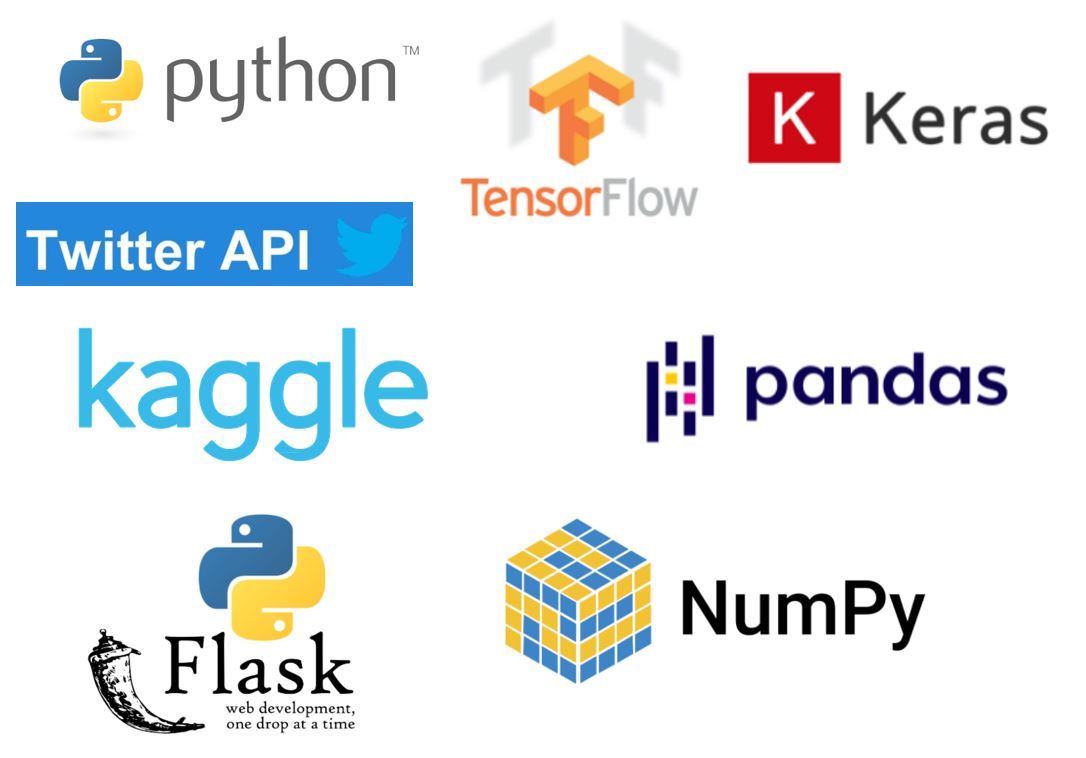 python™
TensorFlow
K Keras
Twitter API
kaggle
pandas
Flask
web development,
one drop at a time
NumPy